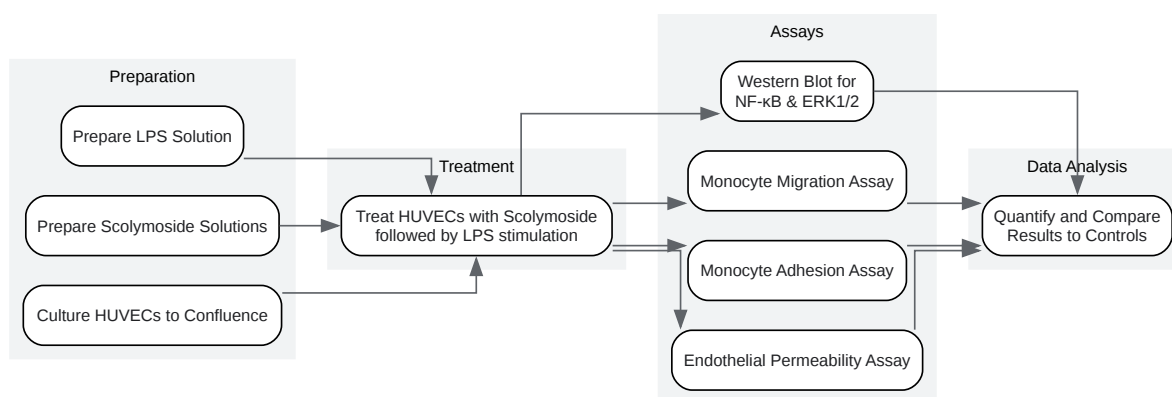 Preparation
Prepare LPS Solution
Prepare Scolymoside Solutions
Culture HUVECs to Confluence
Treatment
Treat HUVECs with Scolymoside
followed by LPS stimulation
Assays
Western Blot for
NF-κB & ERK1/2
Monocyte Migration Assay
Monocyte Adhesion Assay
Endothelial Permeability Assay
Data Analysis
Quantify and Compare
Results to Controls